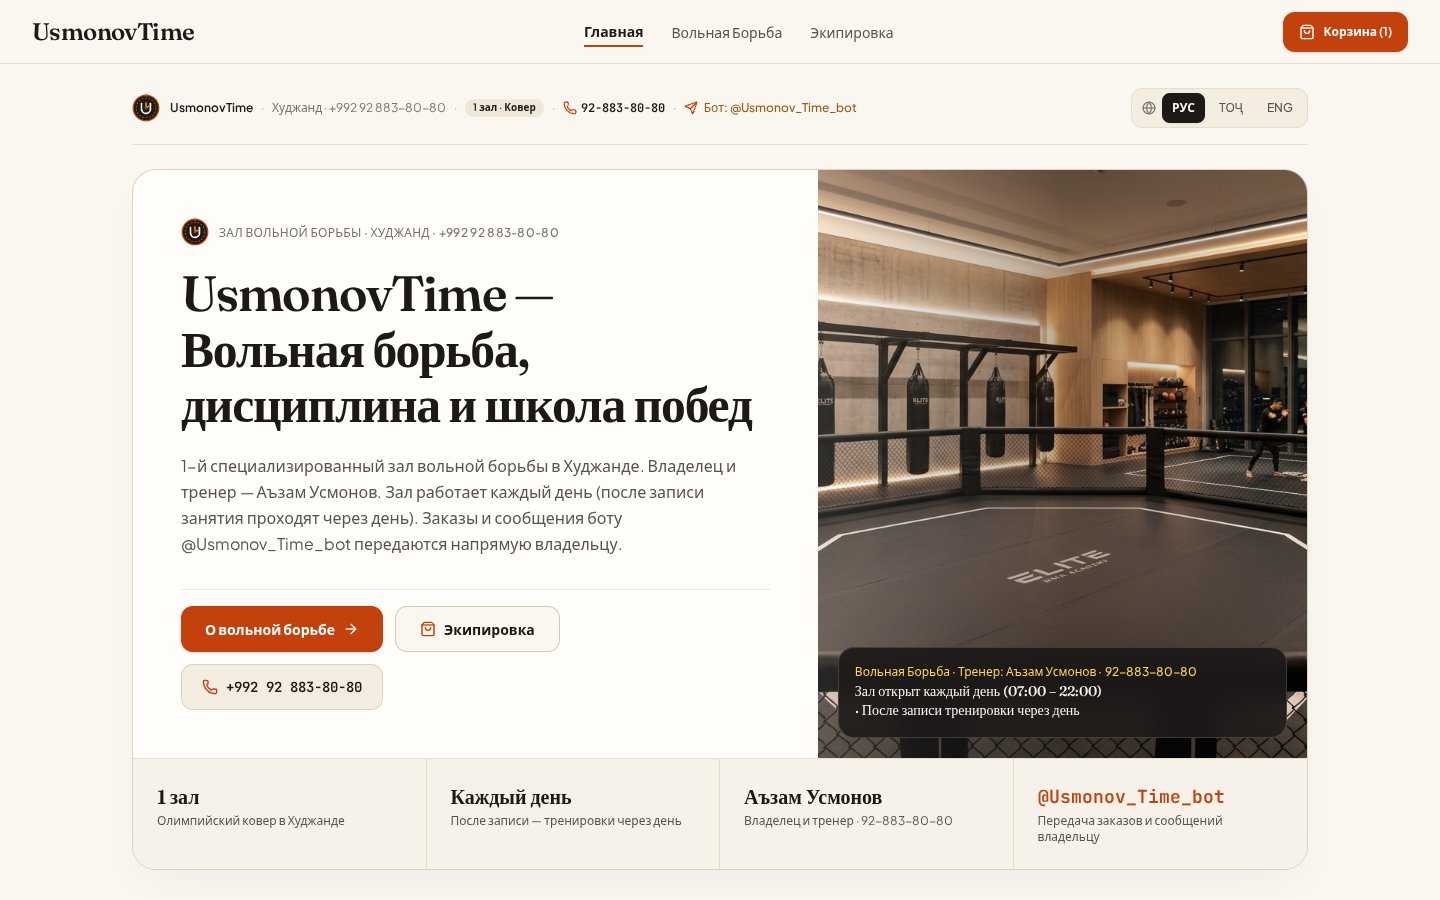 UsmonovTime
Главная
Вольная Борьба
Экипировка
Корзина (1)
UsmonovTime · Худжанд · +992 92 883-80-80 · 1 зал · Ковер · 92-883-80-80 · Бот: @Usmonov_Time_bot
РУС
ТОҶ
ENG
ЗАЛ ВОЛЬНОЙ БОРЬБЫ · ХУДЖАНД · +992 92 883-80-80
UsmonovTime —
Вольная борьба,
дисциплина и школа побед
1-й специализированный зал вольной борьбы в Худжанде. Владелец и
тренер — Аъзам Усмонов. Зал работает каждый день (после записи
занятия проходят через день). Заказы и сообщения боту
@Usmonov_Time_bot передаются напрямую владельцу.
О вольной борьбе →
Экипировка
+992 92 883-80-80
ELITE
ELITE
ELITE
ELITE
ELITE
Вольная Борьба · Тренер: Аъзам Усмонов · 92-883-80-80
Зал открыт каждый день (07:00 – 22:00)
• После записи тренировки через день
1 зал
Олимпийский ковер в Худжанде
Каждый день
После записи — тренировки через день
Аъзам Усмонов
Владелец и тренер · 92-883-80-80
@Usmonov_Time_bot
Передача заказов и сообщений
владельцу